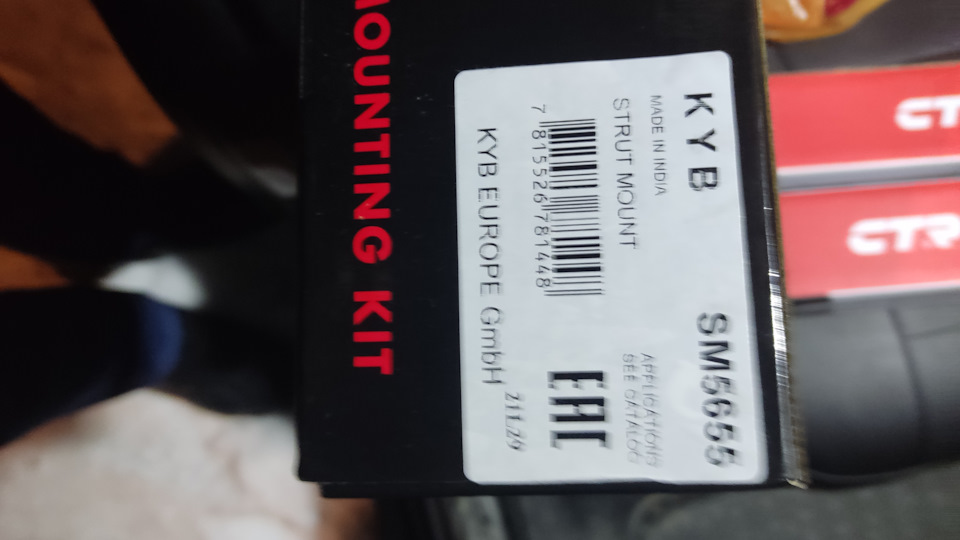 MOUNTING KIT
KYB SM5655
MADE IN INDIA
STRUT MOUNT
APPLICATIONS
SEE CATALOG
7 815526 781448
EAC
KYB EUROPE GmbH
CTR
CTR